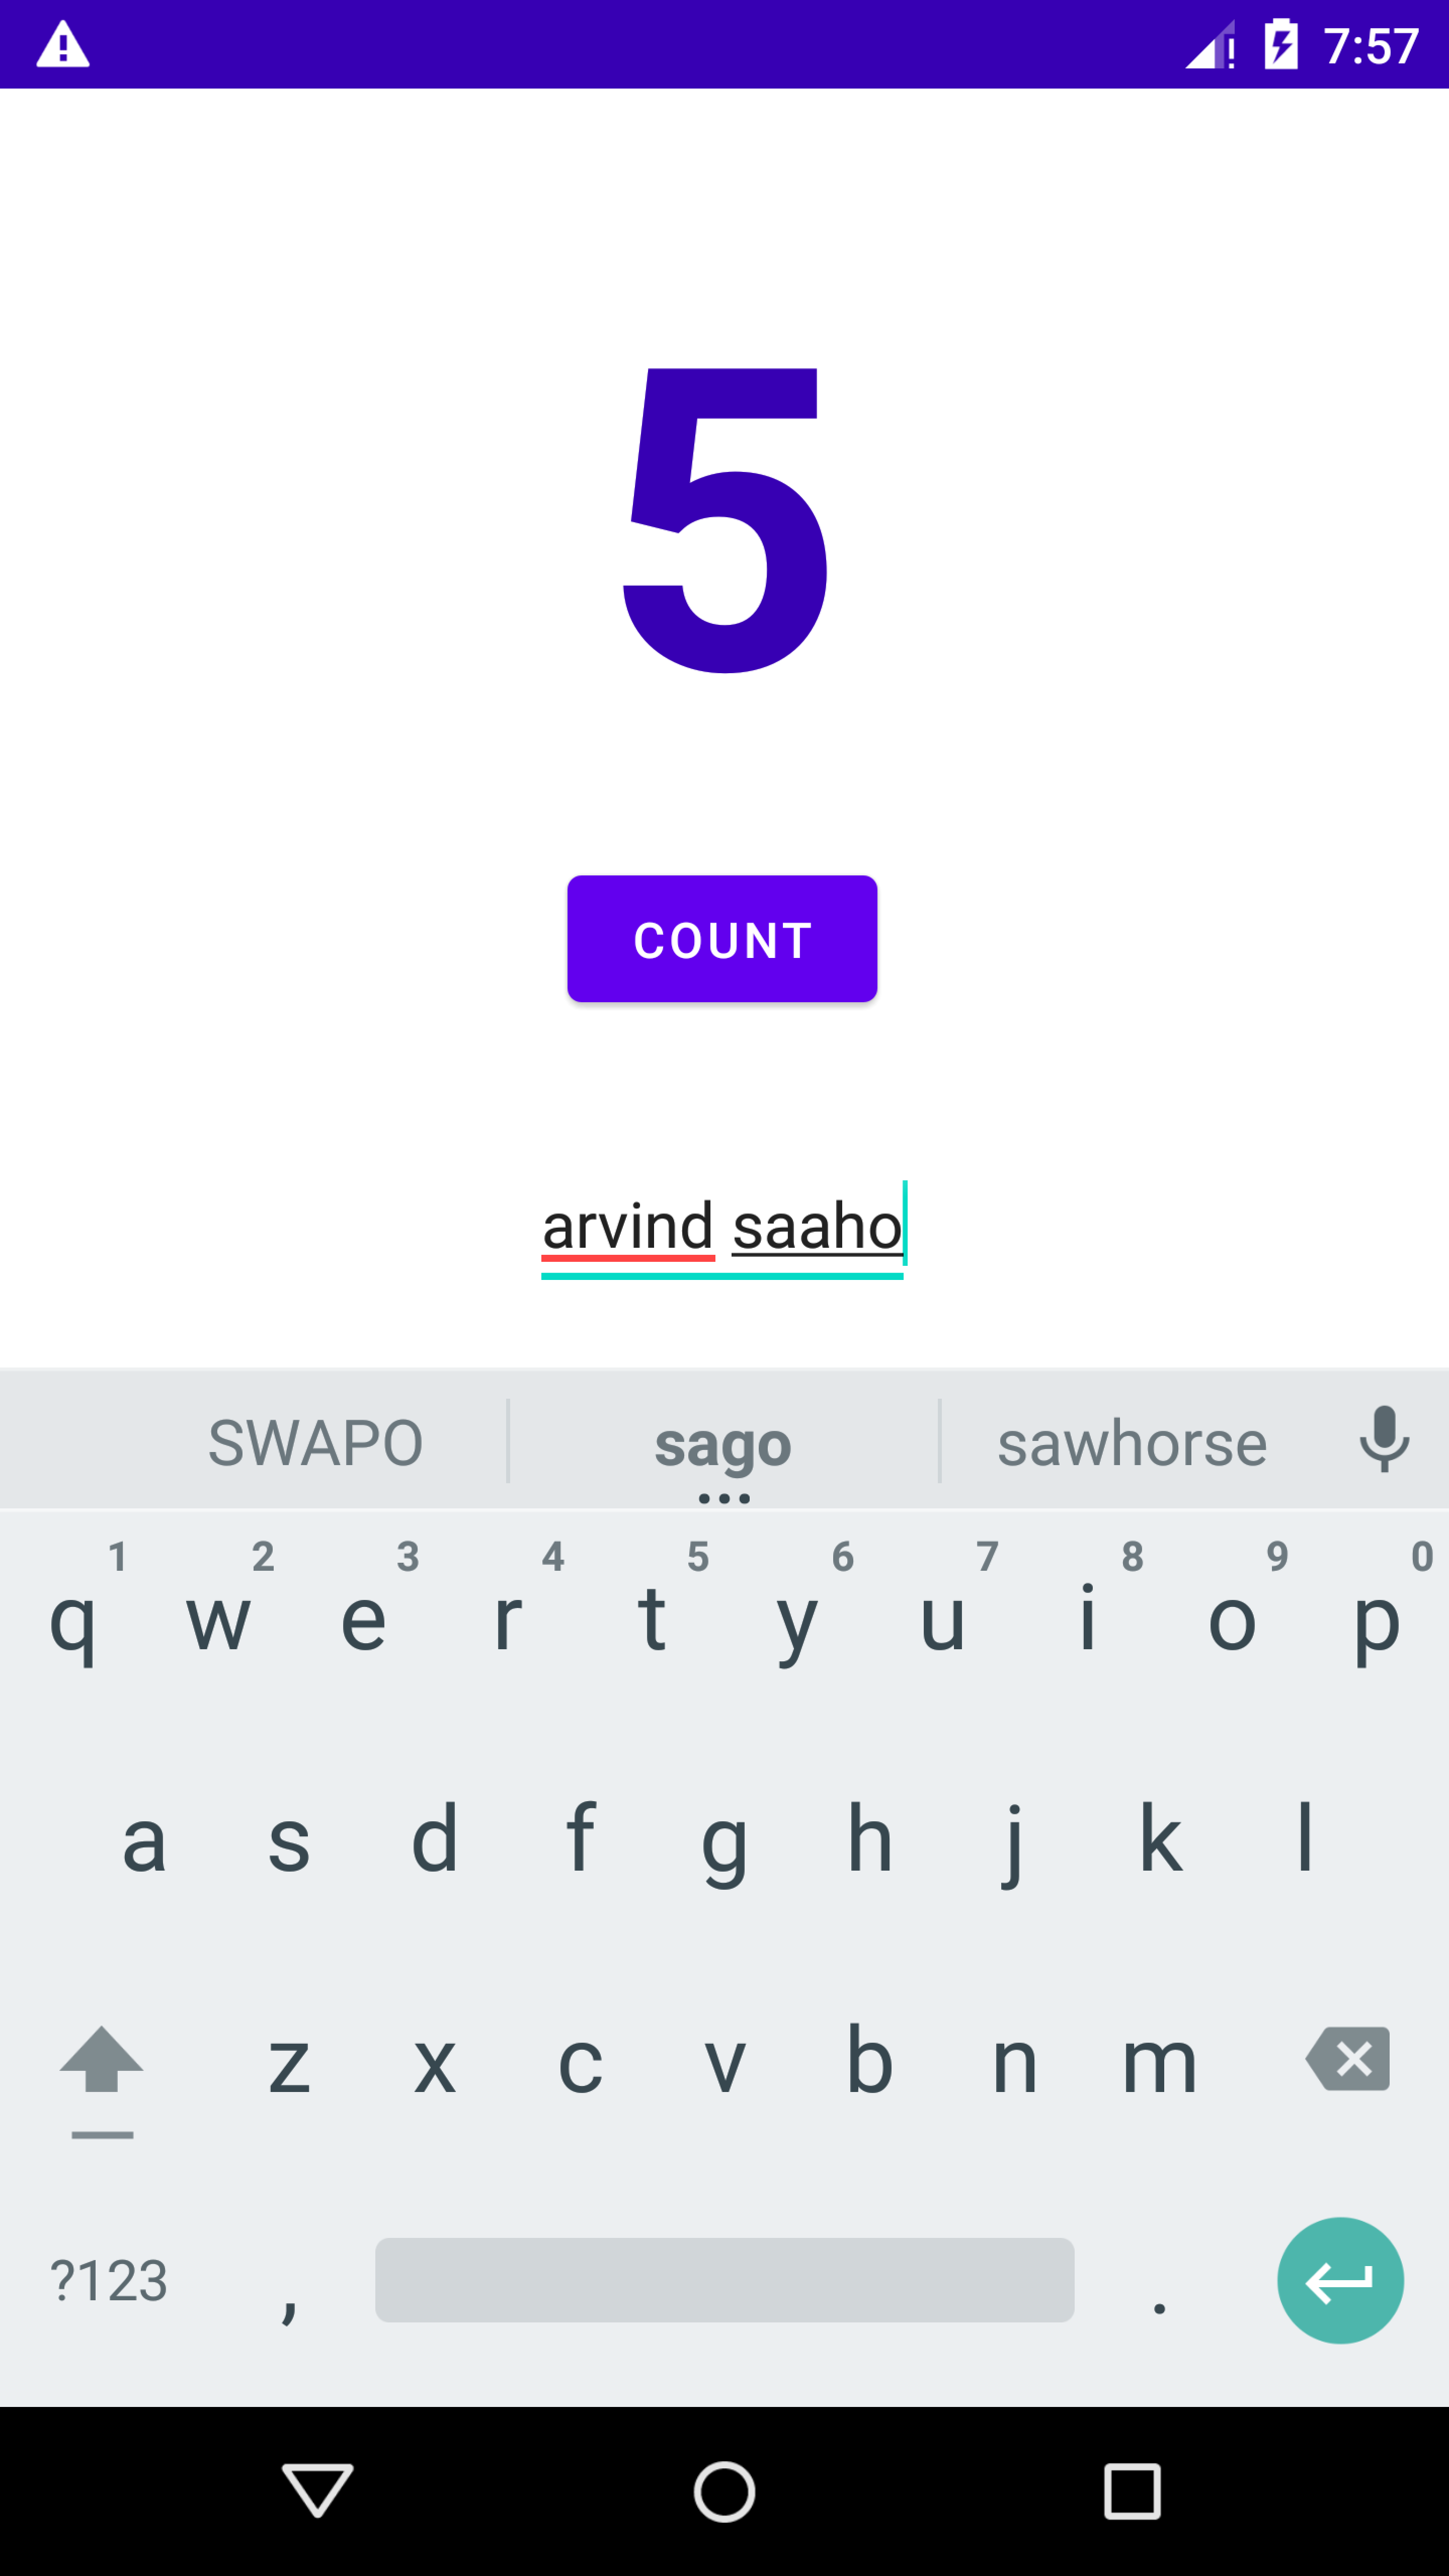 7:57
5
COUNT
arvind saaho
SWAPO sago sawhorse
1 2 3 4 5 6 7 8 9 0
q w e r t y u i o p
a s d f g h j k l
z x c v b n m
?123 , .